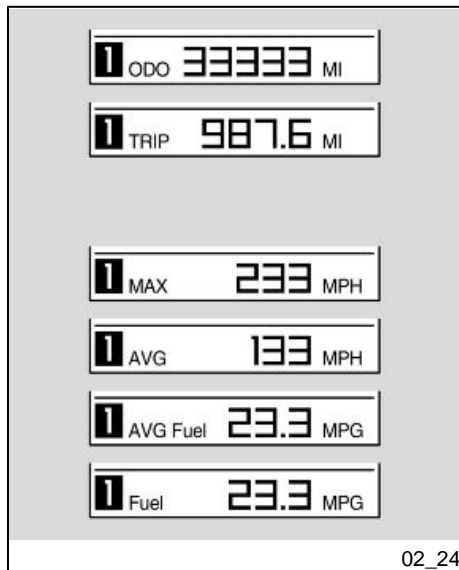 1 ODO 33333 MI
1 TRIP 987.6 MI
1 MAX 233 MPH
1 AVG 133 MPH
1 AVG Fuel 23.3 MPG
1 Fuel 23.3 MPG
02_24